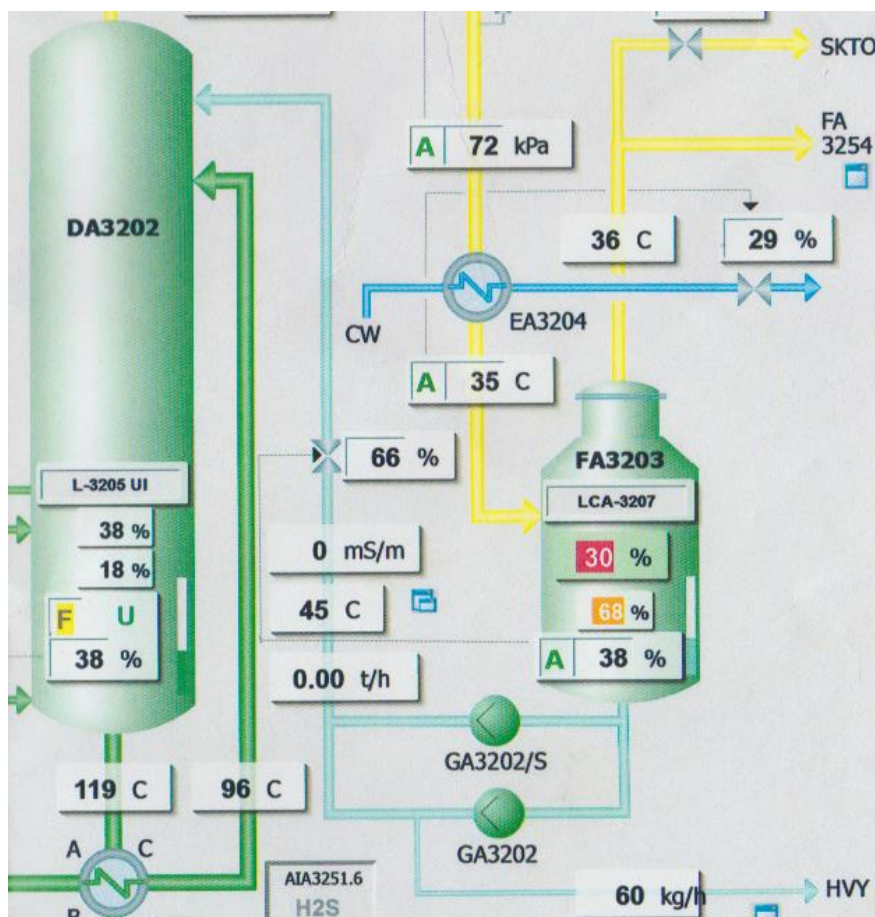 SKTO
FA
3254
A 72 kPa
DA3202
36 C
29 %
CW
EA3204
A 35 C
66 %
FA3203
L-3205 UI
LCA-3207
38 %
18 %
0 mS/m
30 %
F U
45 C
68 %
38 %
A 38 %
0.00 t/h
GA3202/S
119 C
96 C
GA3202
A C
AIA3251.6
H2S
60 kg/h
HVY